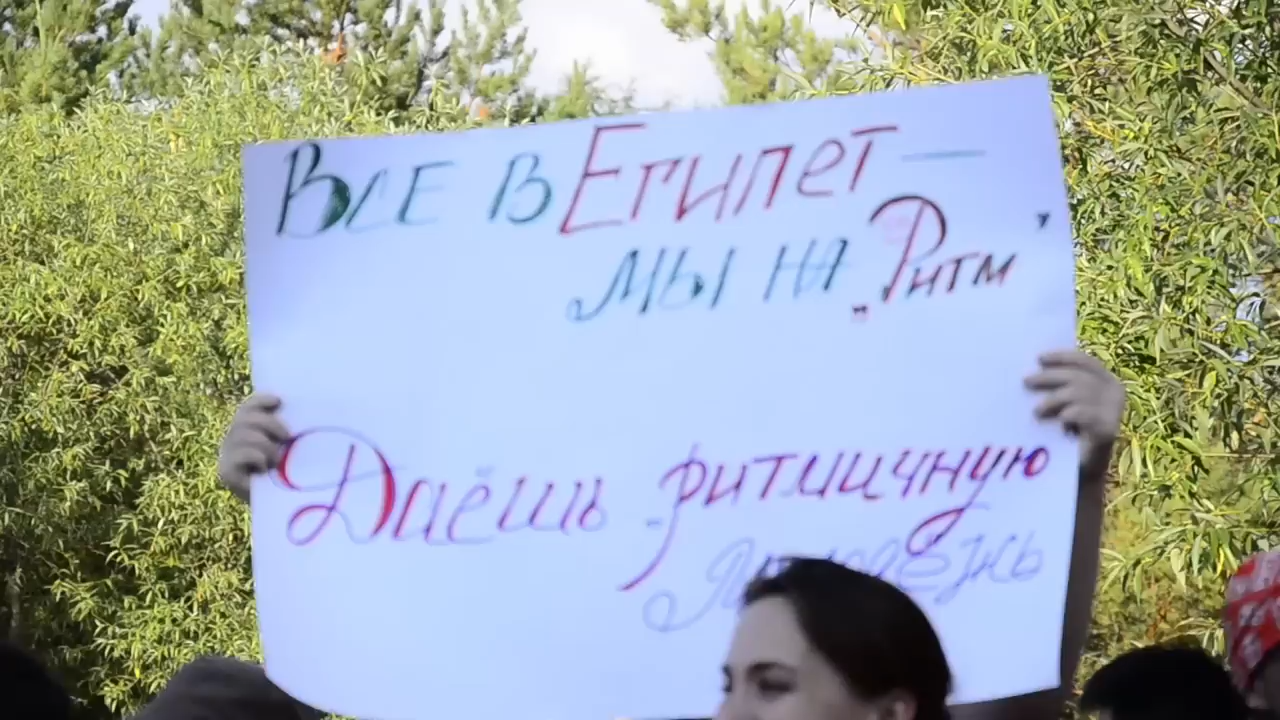 Все в Египет —
мы на „Ритм"
Даёшь ритмичную